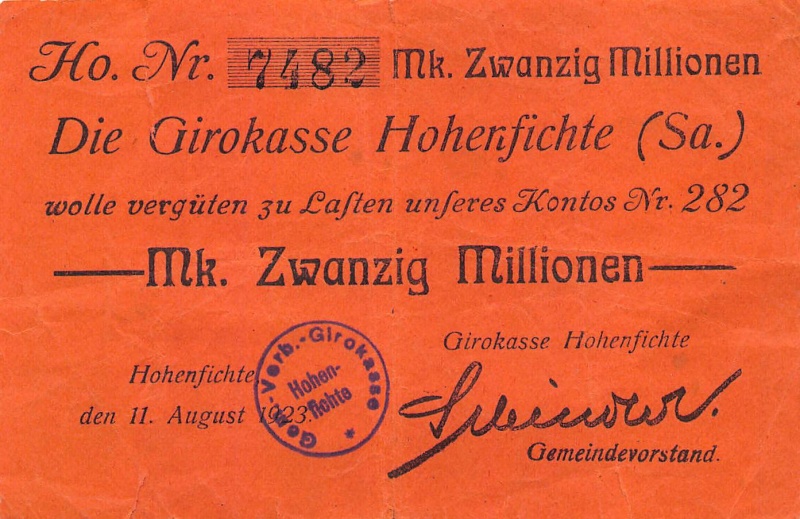 Ho. Nr. 7482 Mk. Zwanzig Millionen
Die Girokasse Hohenfichte (Sa.)
wolle vergüten zu Laſten unſeres Kontos Nr. 282
Mk. Zwanzig Millionen
Girokasse Hohenfichte
Hohenfichte
den 11. August 1923.
Gem.-Verb.-Girokasse
Hohen-
fichte
*
Gemeindevorstand.